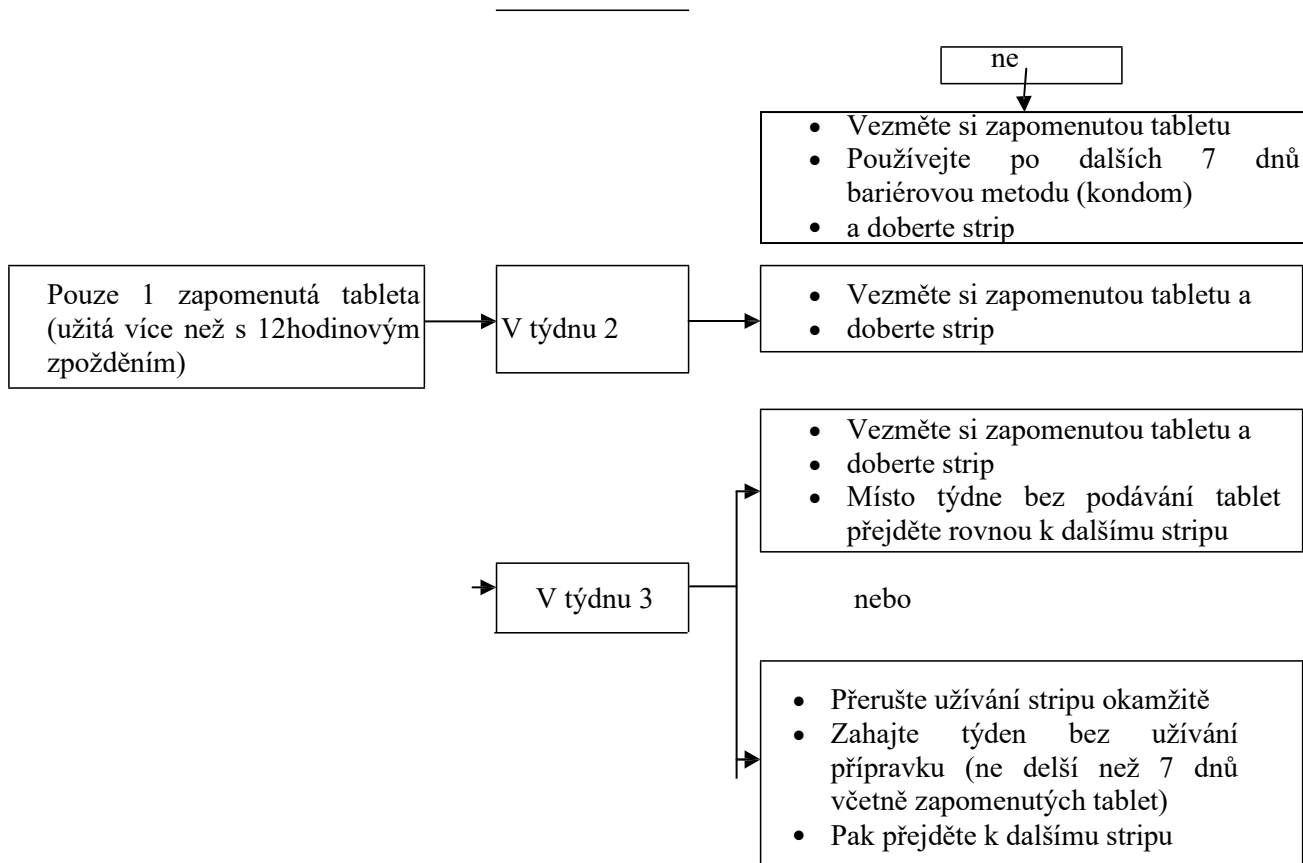 ne
• Vezměte si zapomenutou tabletu
• Používejte po dalších 7 dnů
bariérovou metodu (kondom)
• a doberte strip
Pouze 1 zapomenutá tableta
(užitá více než s 12hodinovým
zpožděním)
V týdnu 2
• Vezměte si zapomenutou tabletu a
• doberte strip
• Vezměte si zapomenutou tabletu a
• doberte strip
• Místo týdne bez podávání tablet
přejděte rovnou k dalšímu stripu
V týdnu 3
nebo
• Přerušte užívání stripu okamžitě
• Zahajte týden bez užívání
přípravku (ne delší než 7 dnů
včetně zapomenutých tablet)
• Pak přejděte k dalšímu stripu